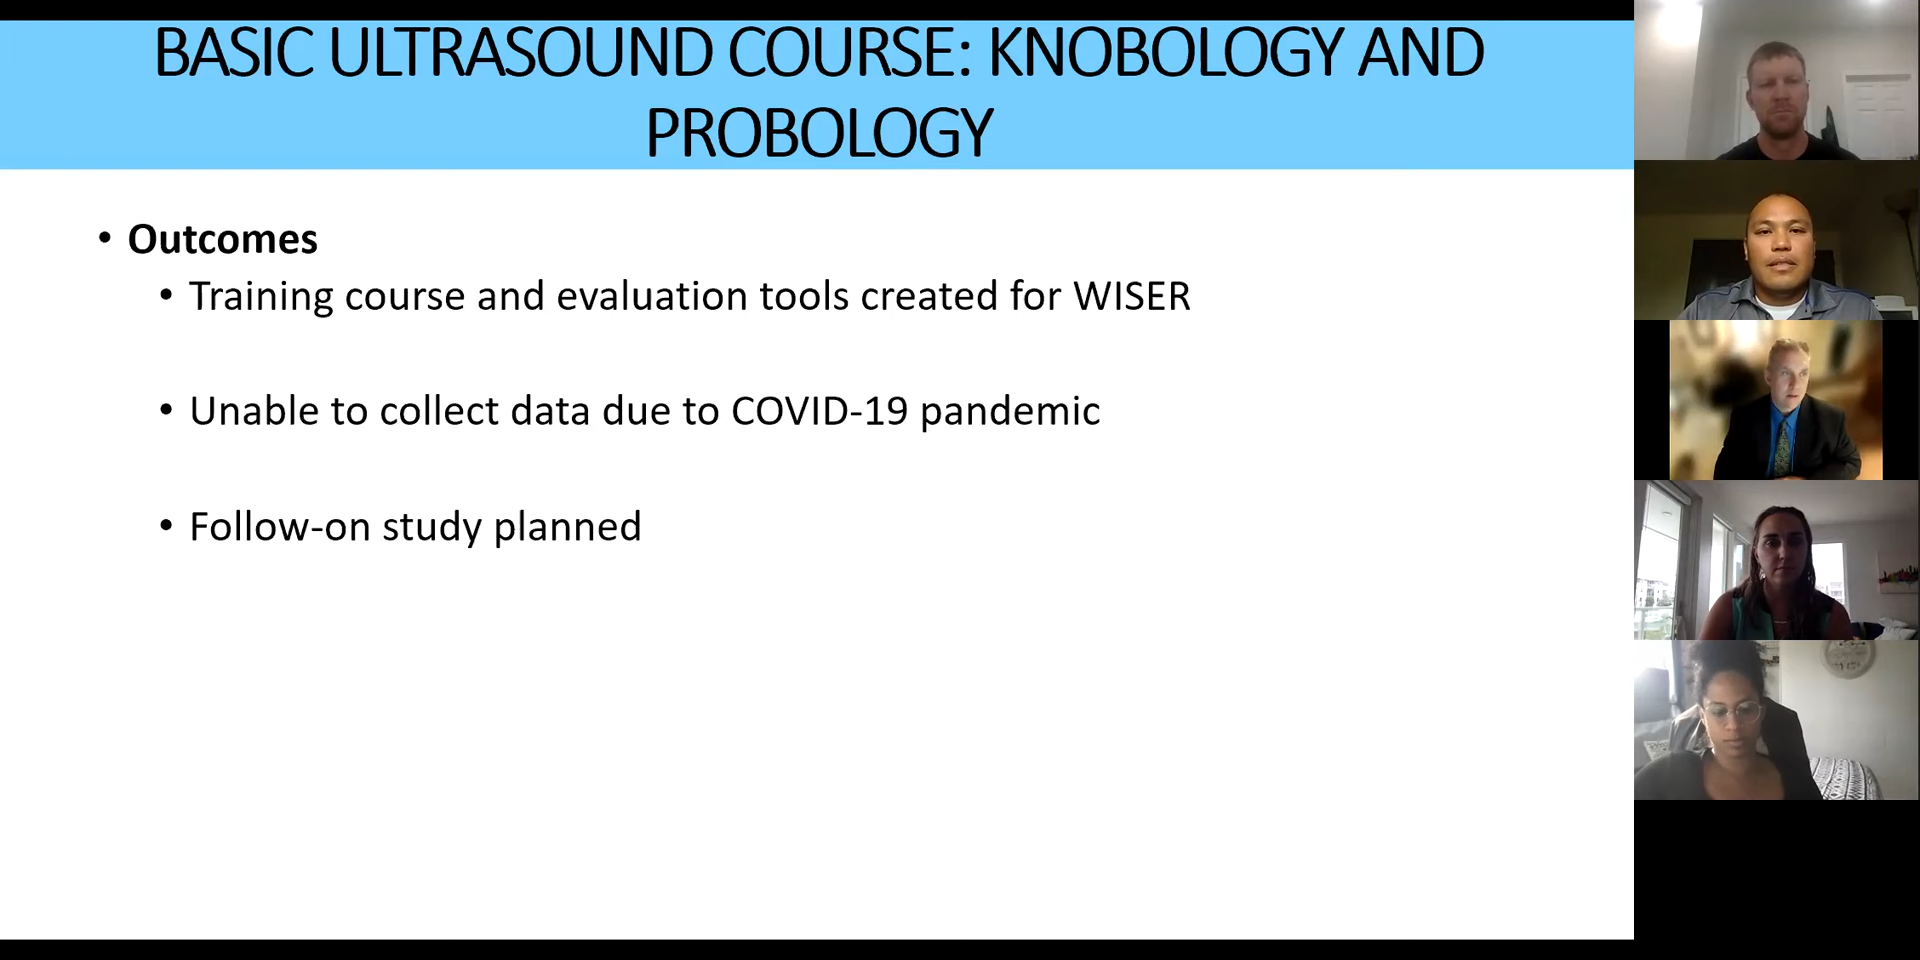 BASIC ULTRASOUND COURSE: KNOBOLOGY AND
PROBOLOGY
• Outcomes
• Training course and evaluation tools created for WISER
• Unable to collect data due to COVID-19 pandemic
• Follow-on study planned